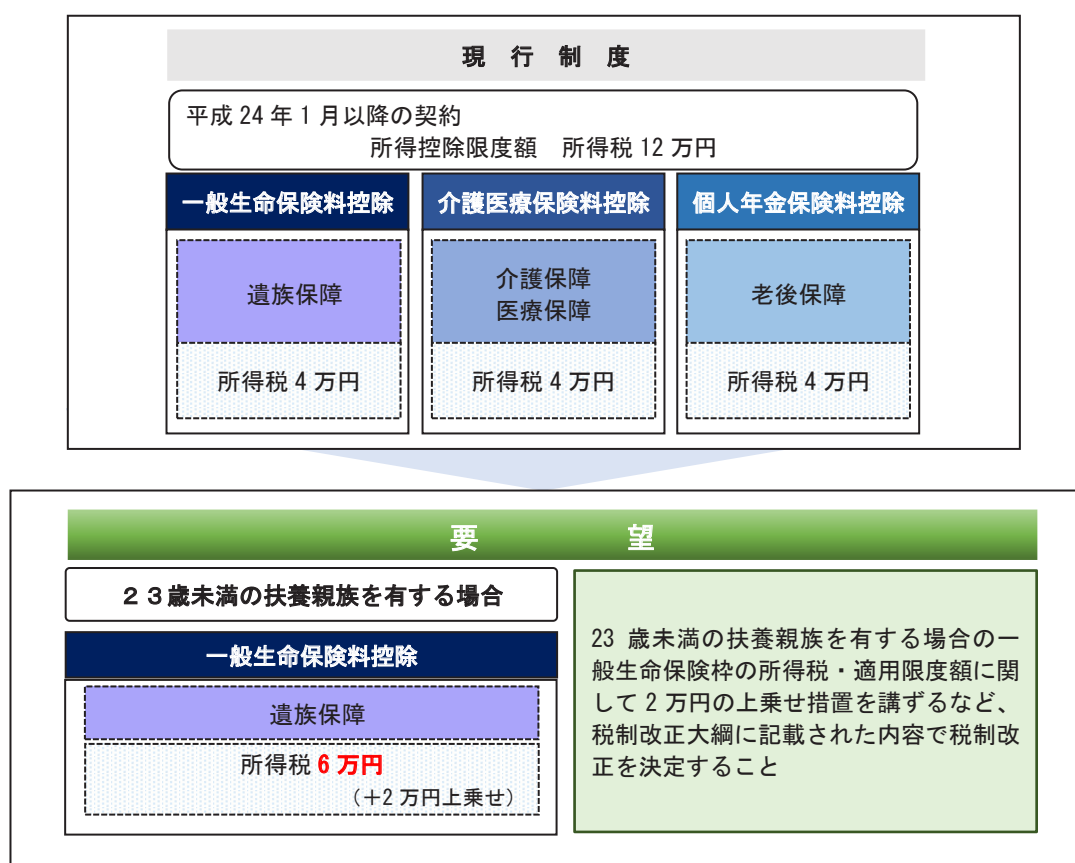 現　行　制　度
平成 24 年 1 月以降の契約
所得控除限度額　所得税 12 万円
一般生命保険料控除
遺族保障
所得税 4 万円
介護医療保険料控除
介護保障
医療保障
所得税 4 万円
個人年金保険料控除
老後保障
所得税 4 万円
要　望
２３歳未満の扶養親族を有する場合
一般生命保険料控除
遺族保障
所得税 6 万円
（＋2 万円上乗せ）
23 歳未満の扶養親族を有する場合の一
般生命保険枠の所得税・適用限度額に関
して 2 万円の上乗せ措置を講ずるなど、
税制改正大綱に記載された内容で税制改
正を決定すること